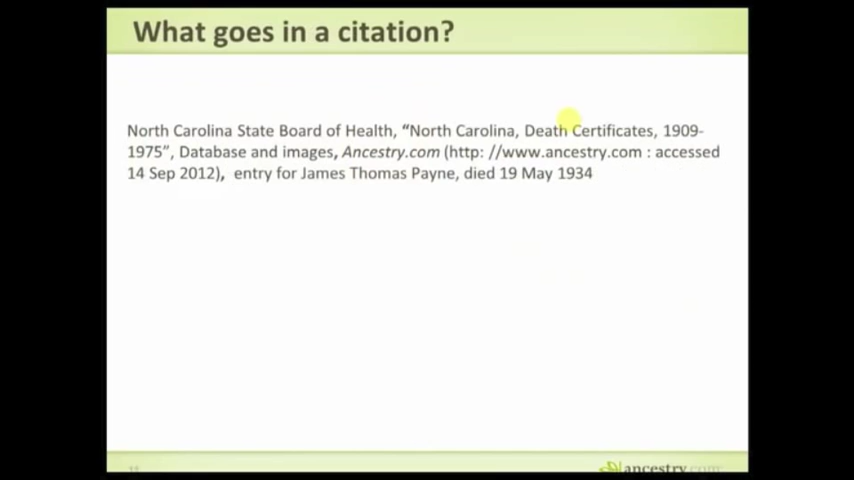 What goes in a citation?
North Carolina State Board of Health, “North Carolina, Death Certificates, 1909-
1975”, Database and images, Ancestry.com (http: //www.ancestry.com : accessed
14 Sep 2012), entry for James Thomas Payne, died 19 May 1934
ancestry.com